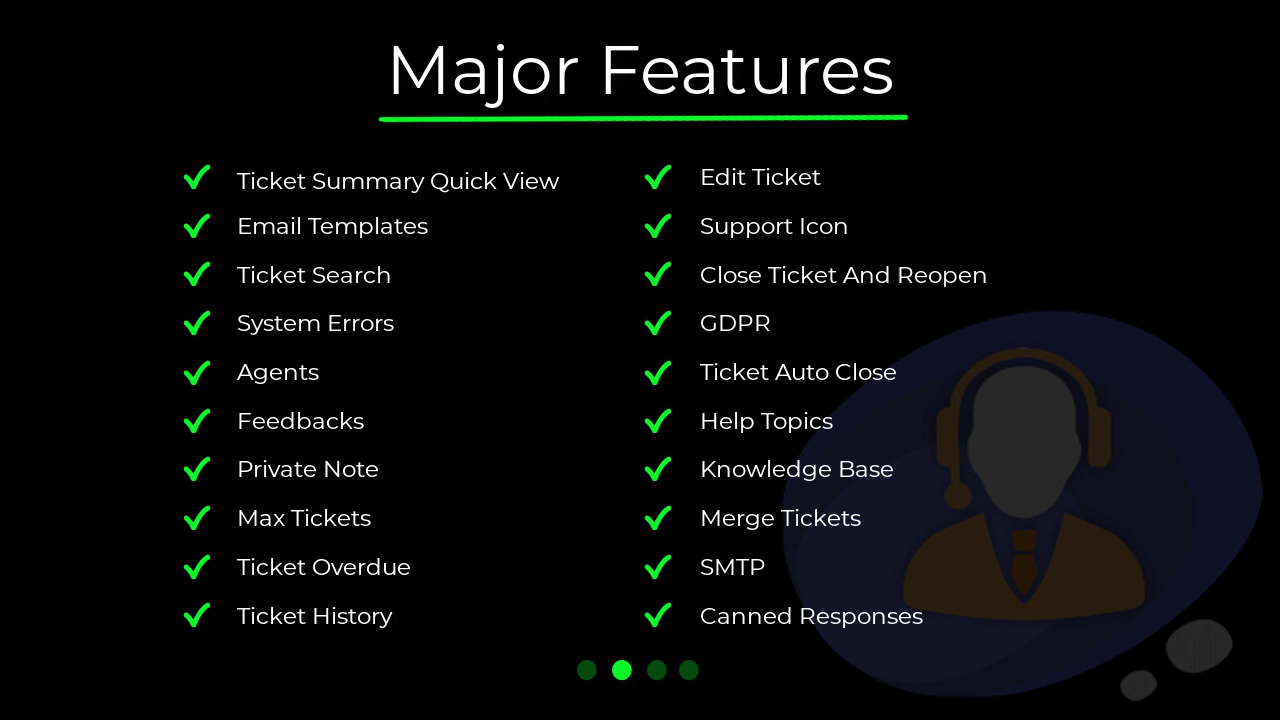 Major Features
Ticket Summary Quick View
Email Templates
Ticket Search
System Errors
Agents
Feedbacks
Private Note
Max Tickets
Ticket Overdue
Ticket History
Edit Ticket
Support Icon
Close Ticket And Reopen
GDPR
Ticket Auto Close
Help Topics
Knowledge Base
Merge Tickets
SMTP
Canned Responses